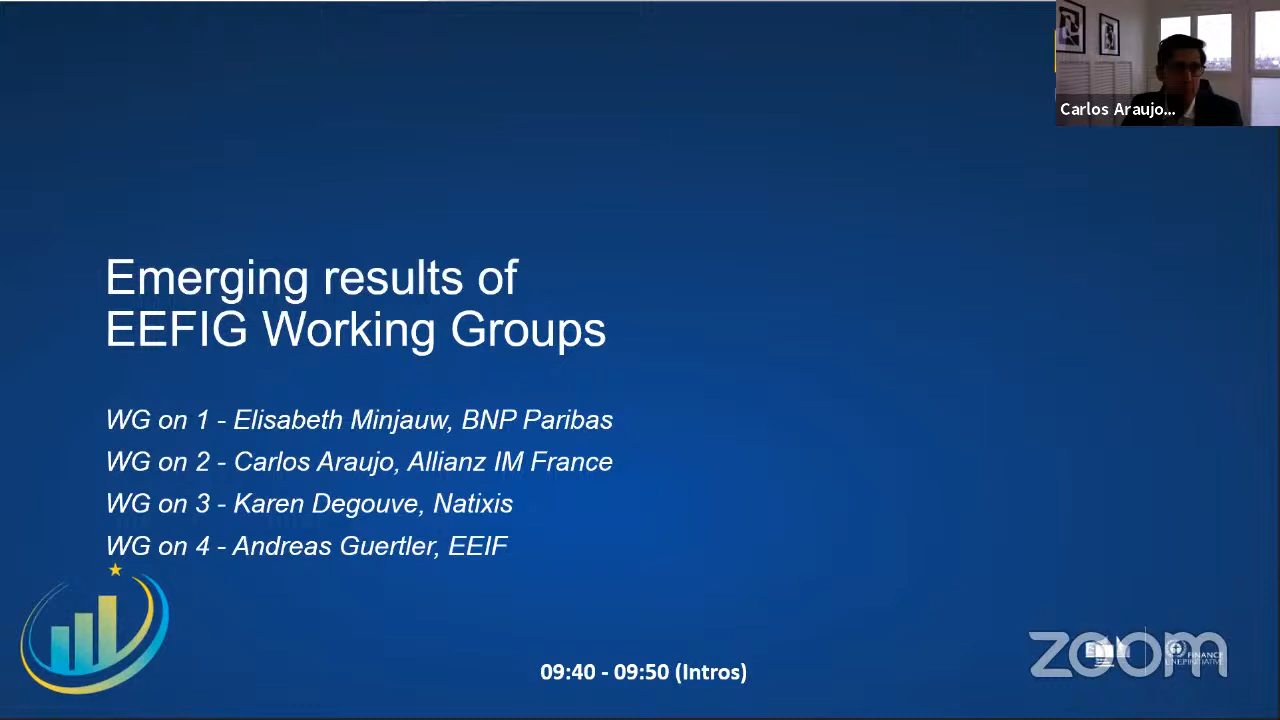 Carlos Araujo...
Emerging results of
EEFIG Working Groups
WG on 1 - Elisabeth Minjauw, BNP Paribas
WG on 2 - Carlos Araujo, Allianz IM France
WG on 3 - Karen Degouve, Natixis
WG on 4 - Andreas Guertler, EEIF
09:40 - 09:50 (Intros)
zoom
FINANCE
INITIATIVE